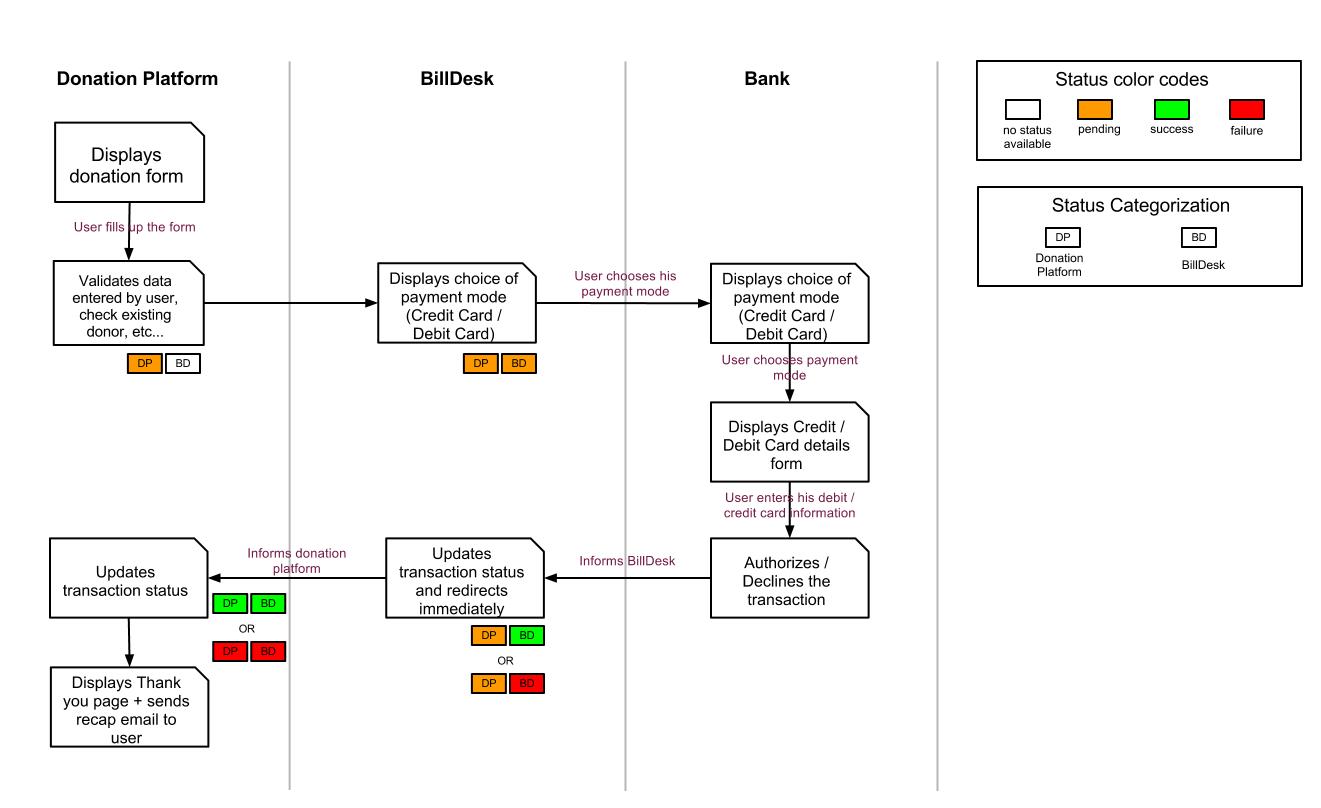 Donation Platform
BillDesk
Bank
Status color codes
no status
available
pending
success
failure
Status Categorization
DP
Donation
Platform
BD
BillDesk
Displays
donation form
User fills up the form
Validates data
entered by user,
check existing
donor, etc...
DP
BD
Displays choice of
payment mode
(Credit Card /
Debit Card)
DP
BD
User chooses his
payment mode
Displays choice of
payment mode
(Credit Card /
Debit Card)
User chooses payment
mode
Displays Credit /
Debit Card details
form
User enters his debit /
credit card information
Authorizes /
Declines the
transaction
Informs BillDesk
Updates
transaction status
and redirects
immediately
DP
BD
OR
DP
BD
Informs donation
platform
Updates
transaction status
DP
BD
OR
DP
BD
Displays Thank
you page + sends
recap email to
user